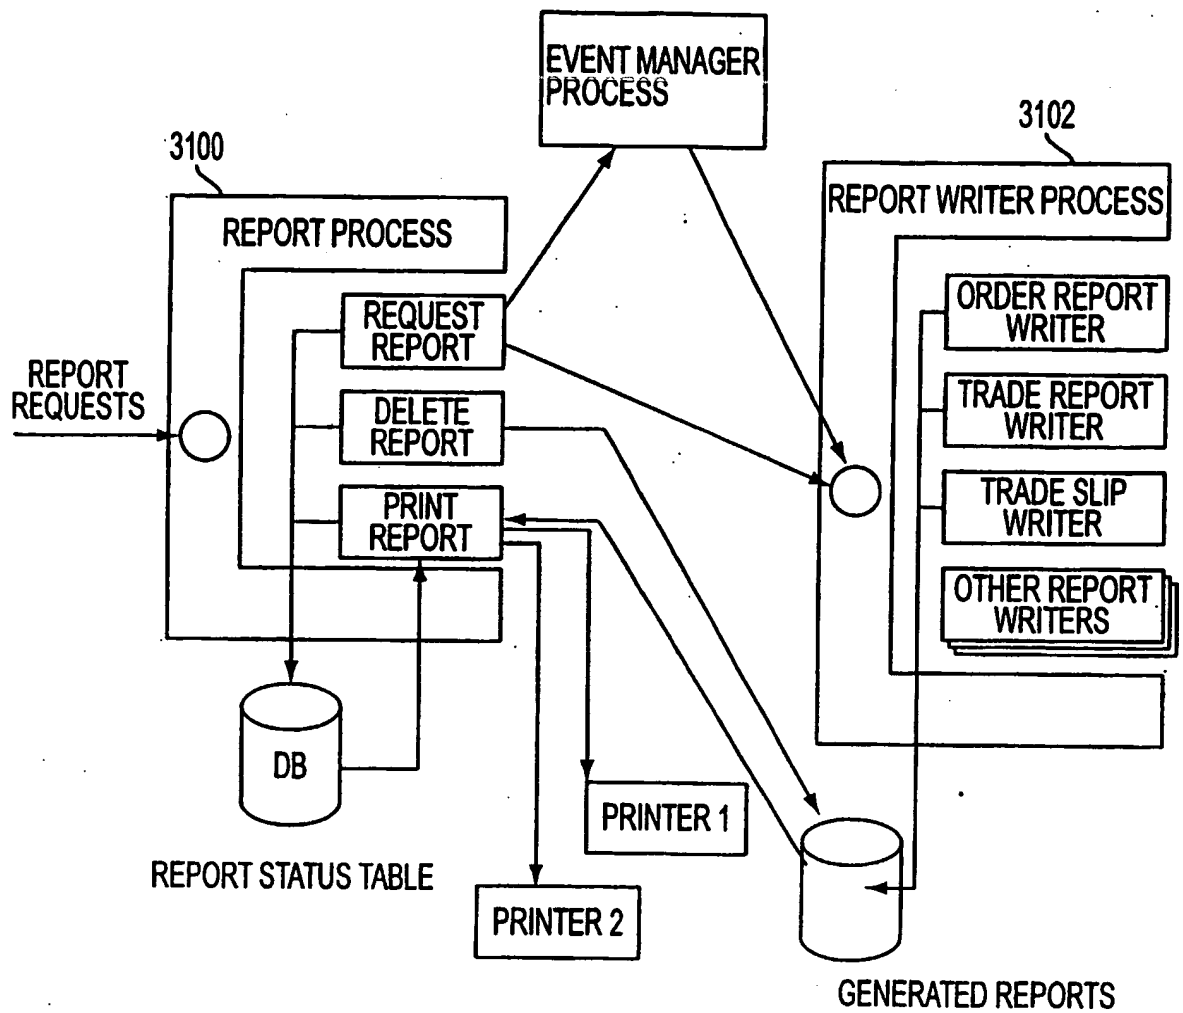 EVENT MANAGER
PROCESS
3100
3102
REPORT PROCESS
REPORT WRITER PROCESS
REQUEST
REPORT
ORDER REPORT
WRITER
REPORT
REQUESTS
DELETE
REPORT
TRADE REPORT
WRITER
PRINT
REPORT
TRADE SLIP
WRITER
OTHER REPORT
WRITERS
DB
PRINTER 1
REPORT STATUS TABLE
PRINTER 2
GENERATED REPORTS